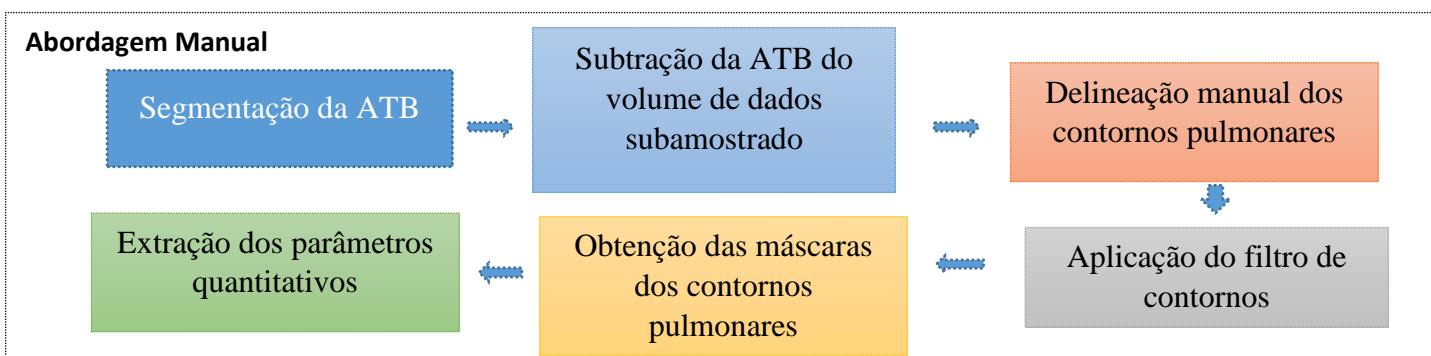 Abordagem Manual
Segmentação da ATB
Subtração da ATB do
volume de dados
subamostrado
Delineação manual dos
contornos pulmonares
Aplicação do filtro de
contornos
Obtenção das máscaras
dos contornos
pulmonares
Extração dos parâmetros
quantitativos